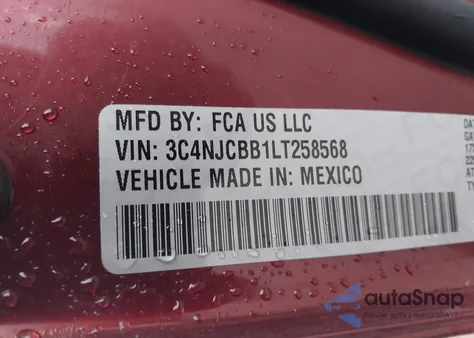 MFD BY: FCA US LLC
VIN: 3C4NJCBB1LT258568
VEHICLE MADE IN: MEXICO
autoSnap